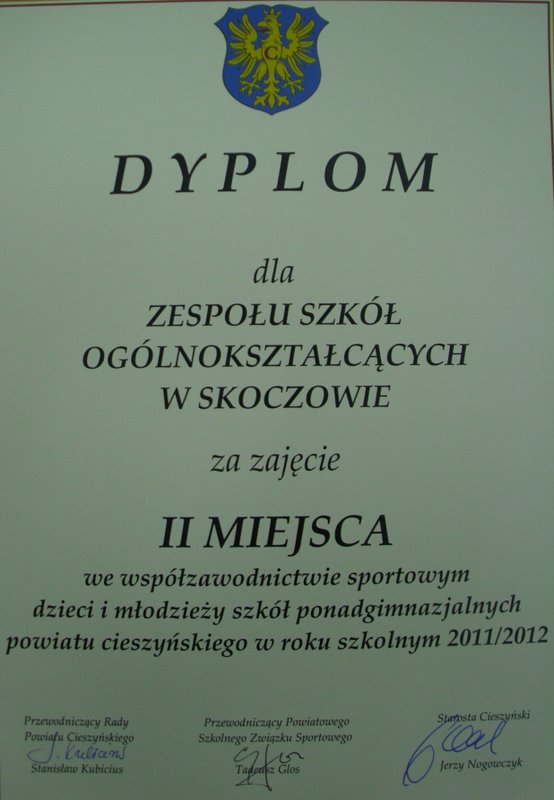 C
DYPLOM
dla
ZESPOŁU SZKÓŁ
OGÓLNOKSZTAŁCĄCYCH
W SKOCZOWIE
za zajęcie
II MIEJSCA
we współzawodnictwie sportowym
dzieci i młodzieży szkół ponadgimnazjalnych
powiatu cieszyńskiego w roku szkolnym 2011/2012
Przewodniczący Rady
Powiatu Cieszyńskiego
S. Kubicius
Stanisław Kubicius
Przewodniczący Powiatowego
Szkolnego Związku Sportowego
Tadeusz Glos
Starosta Cieszyński
Jerzy Nogowczyk